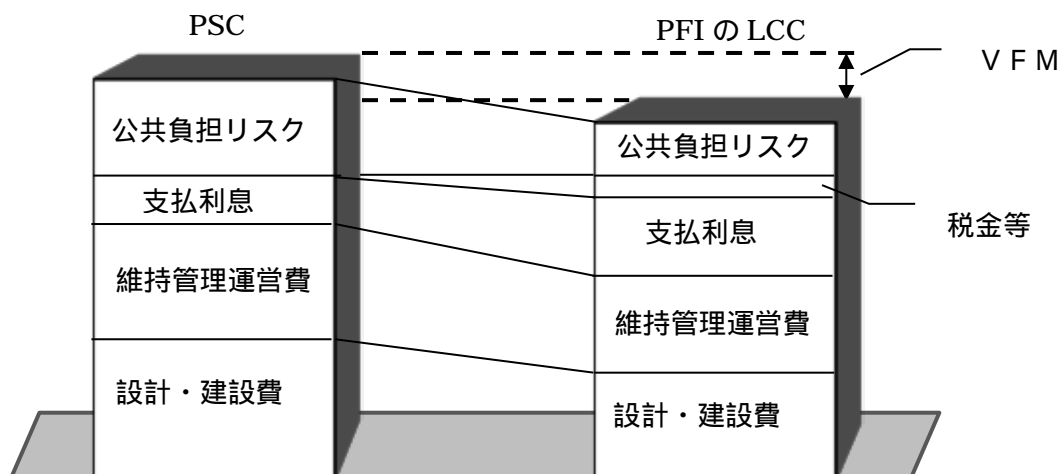 PSC
PFI の LCC
ＶＦＭ
公共負担リスク
支払利息
維持管理運営費
設計・建設費
公共負担リスク
税金等
支払利息
維持管理運営費
設計・建設費